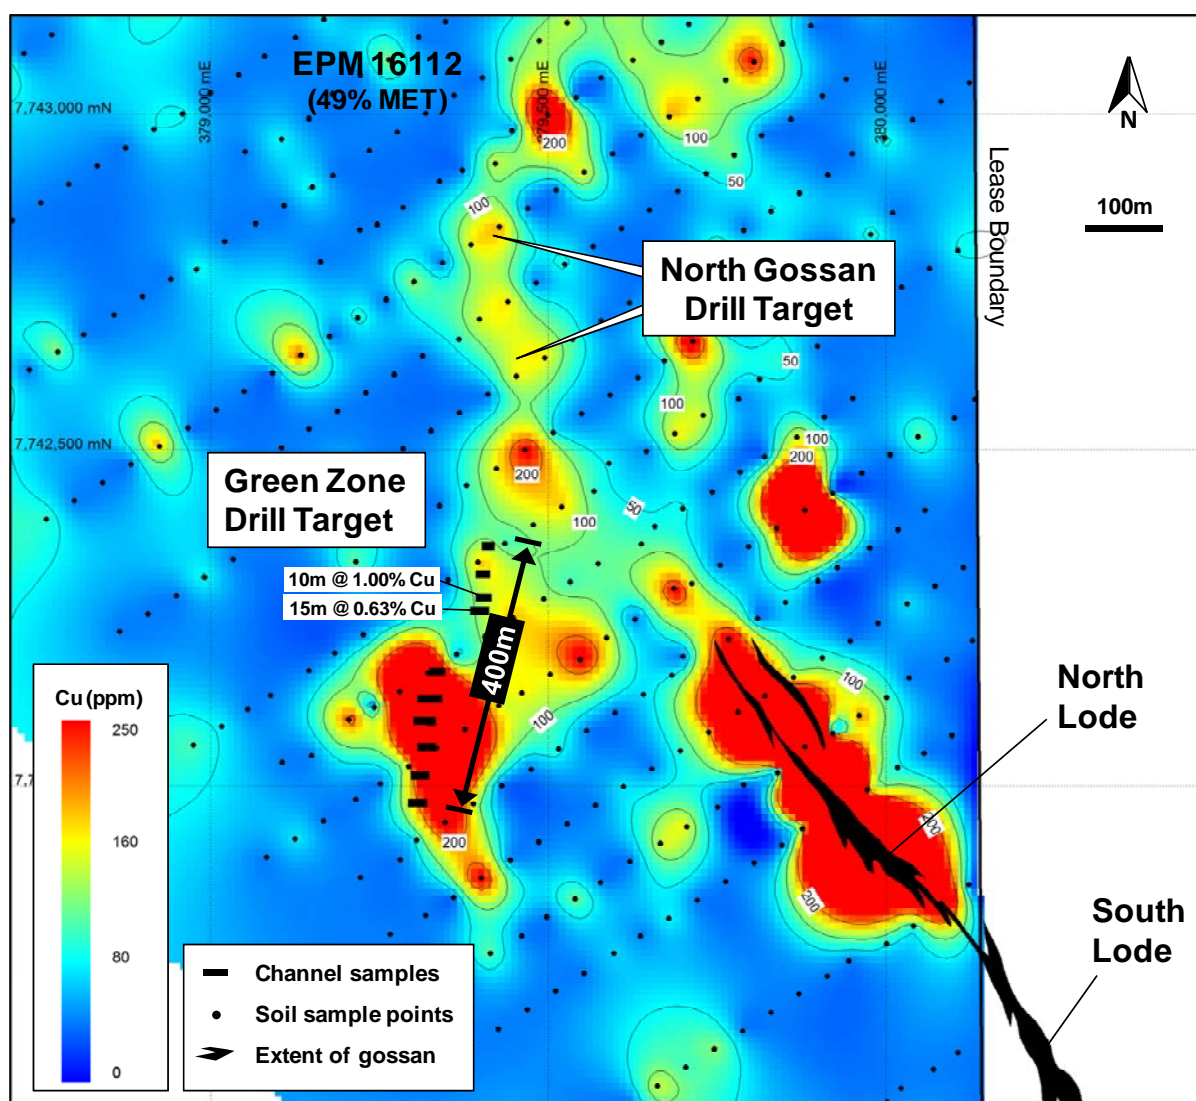 EPM 16112
(49% MET)
7,743,000 mN
379,000 mE
379,500 mE
380,000 mE
N
100m
Lease Boundary
200
100
50
100
North Gossan
Drill Target
50
100
100
200
7,742,500 mN
200
50
100
Green Zone
Drill Target
10m @ 1.00% Cu
15m @ 0.63% Cu
400m
100
100
North
Lode
Cu (ppm)
250
160
80
0
7,7
200
200
200
South
Lode
Channel samples
Soil sample points
Extent of gossan